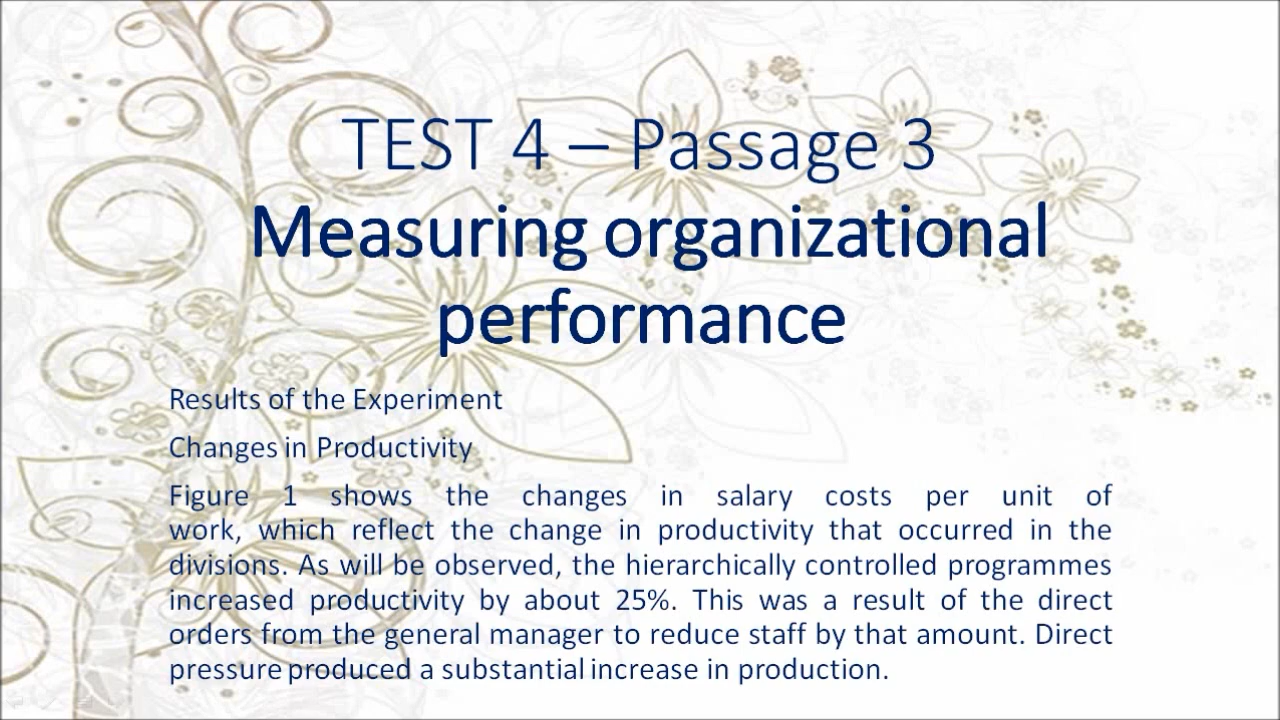 TEST 4 – Passage 3
Measuring organizational
performance
Results of the Experiment
Changes in Productivity
Figure 1 shows the changes in salary costs per unit of
work, which reflect the change in productivity that occurred in the
divisions. As will be observed, the hierarchically controlled programmes
increased productivity by about 25%. This was a result of the direct
orders from the general manager to reduce staff by that amount. Direct
pressure produced a substantial increase in production.